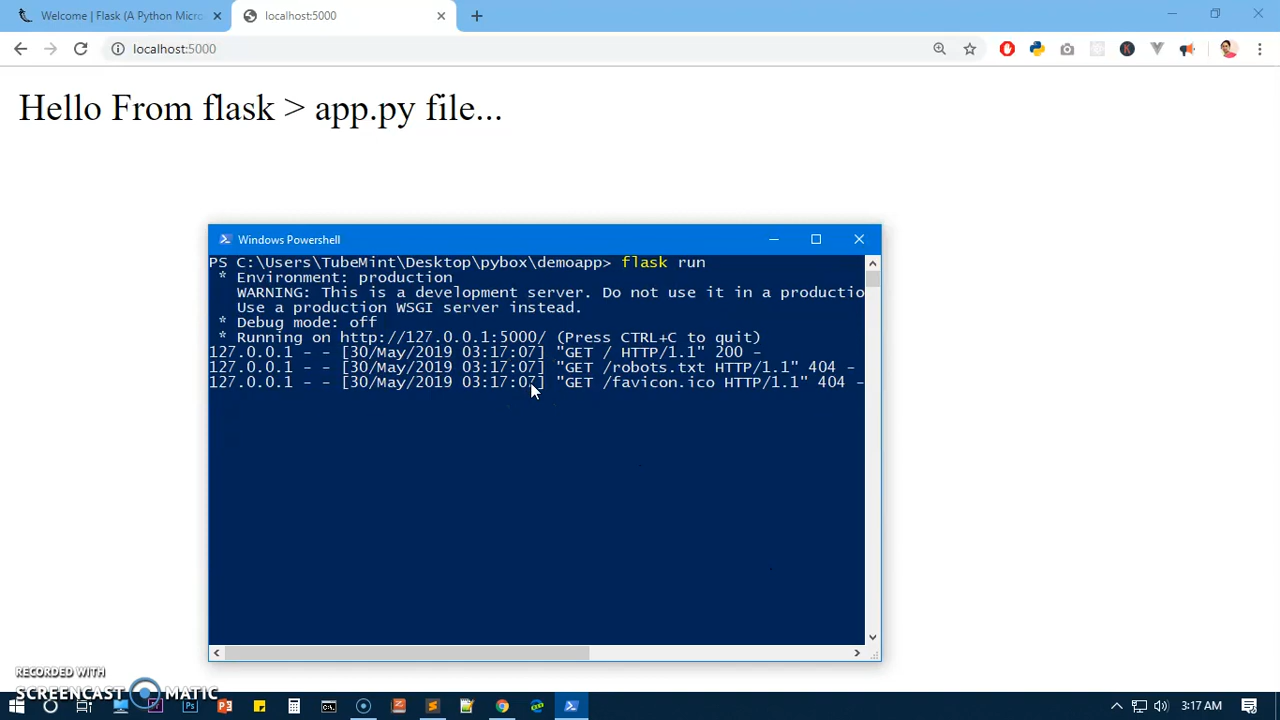 Welcome | Flask (A Python Micro
localhost:5000
localhost:5000
Hello From flask > app.py file...
Windows Powershell
PS C:\Users\TubeMint\Desktop\pybox\demoapp> flask run
* Environment: production
WARNING: This is a development server. Do not use it in a productio
Use a production WSGI server instead.
* Debug mode: off
* Running on http://127.0.0.1:5000/ (Press CTRL+C to quit)
127.0.0.1 - - [30/May/2019 03:17:07] "GET / HTTP/1.1" 200 -
127.0.0.1 - - [30/May/2019 03:17:07] "GET /robots.txt HTTP/1.1" 404 -
127.0.0.1 - - [30/May/2019 03:17:07] "GET /favicon.ico HTTP/1.1" 404 -
RECORDED WITH
SCREENCAST MATIC
3:17 AM